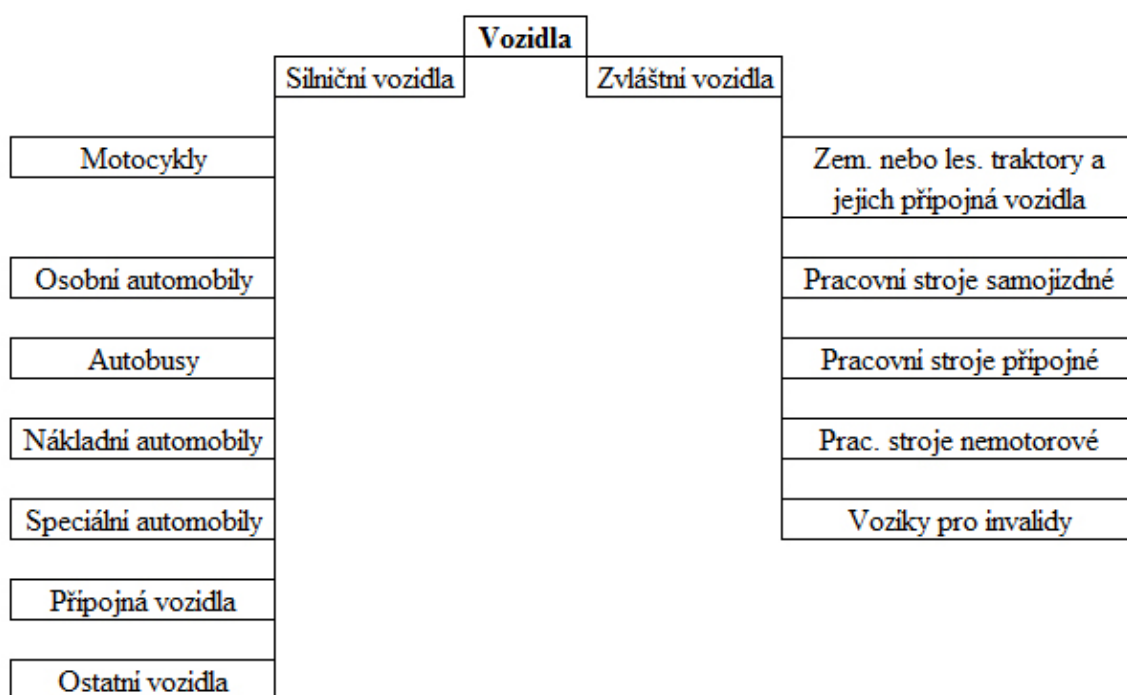 Vozidla
Silniční vozidla
Zvláštní vozidla
Motocykly
Osobní automobily
Autobusy
Nákladní automobily
Speciální automobily
Přípojná vozidla
Ostatní vozidla
Zem. nebo les. traktory a
jejich přípojná vozidla
Pracovní stroje samojízdné
Pracovní stroje přípojné
Prac. stroje nemotorové
Vozíky pro invalidy